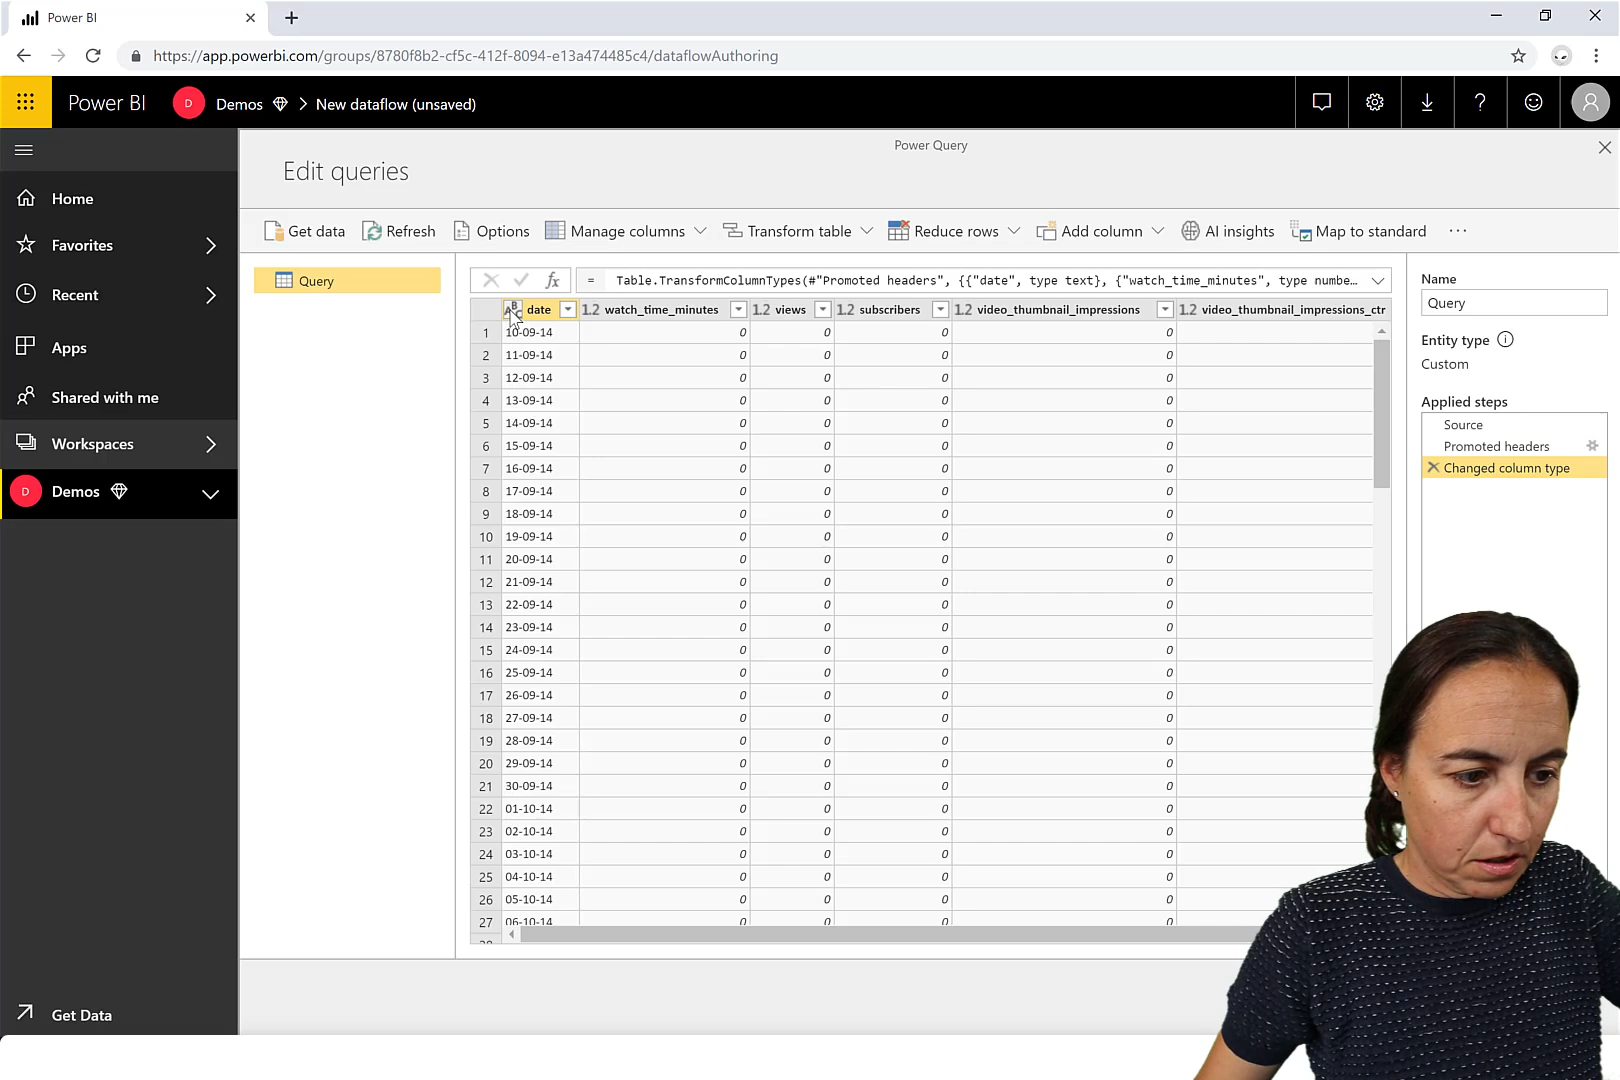 Power BI
https://app.powerbi.com/groups/8780f8b2-cf5c-412f-8094-e13a474485c4/dataflowAuthoring
Power BI D Demos > New dataflow (unsaved)
Power Query
Edit queries
Home
Favorites
Recent
Apps
Shared with me
Workspaces
D Demos
Get Data
Get data Refresh Options Manage columns Transform table Reduce rows Add column AI insights Map to standard ...
Query
fx = Table.TransformColumnTypes(#"Promoted headers", {{"date", type text}, {"watch_time_minutes", type numbe...
date 1.2 watch_time_minutes 1.2 views 1.2 subscribers 1.2 video_thumbnail_impressions 1.2 video_thumbnail_impressions_ctr
1 10-09-14 0 0 0 0
2 11-09-14 0 0 0 0
3 12-09-14 0 0 0 0
4 13-09-14 0 0 0 0
5 14-09-14 0 0 0 0
6 15-09-14 0 0 0 0
7 16-09-14 0 0 0 0
8 17-09-14 0 0 0 0
9 18-09-14 0 0 0 0
10 19-09-14 0 0 0 0
11 20-09-14 0 0 0 0
12 21-09-14 0 0 0 0
13 22-09-14 0 0 0 0
14 23-09-14 0 0 0 0
15 24-09-14 0 0 0 0
16 25-09-14 0 0 0 0
17 26-09-14 0 0 0 0
18 27-09-14 0 0 0 0
19 28-09-14 0 0 0 0
20 29-09-14 0 0 0 0
21 30-09-14 0 0 0 0
22 01-10-14 0 0 0 0
23 02-10-14 0 0 0 0
24 03-10-14 0 0 0 0
25 04-10-14 0 0 0 0
26 05-10-14 0 0 0 0
27 06-10-14 0 0 0 0
Name
Query
Entity type
Custom
Applied steps
Source
Promoted headers
Changed column type